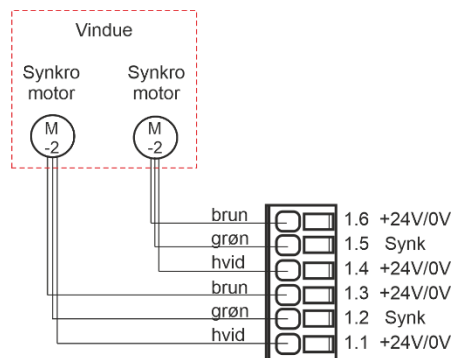 Vindue
Synkro motor
Synkro motor
M -2
M -2
brun 1.6 +24V/0V
grøn 1.5 Synk
hvid 1.4 +24V/0V
brun 1.3 +24V/0V
grøn 1.2 Synk
hvid 1.1 +24V/0V